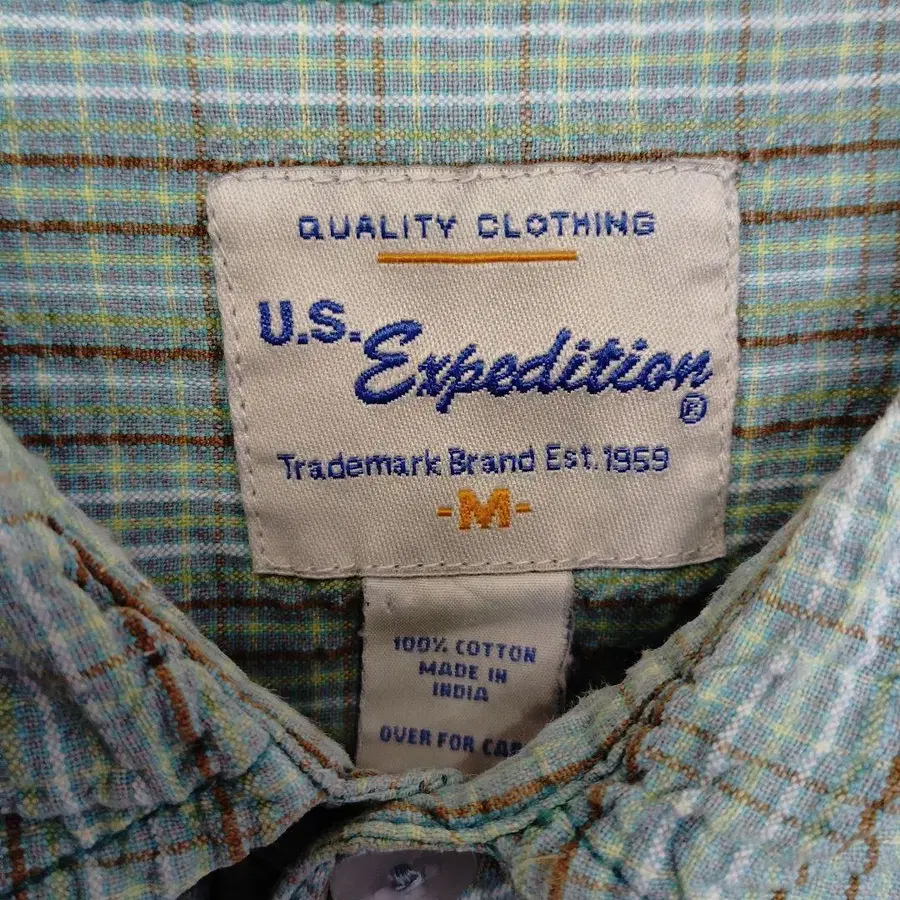 QUALITY CLOTHING
U.S. Expedition ®
Trademark Brand Est. 1959
-M-
100% COTTON
MADE IN
INDIA
OVER FOR